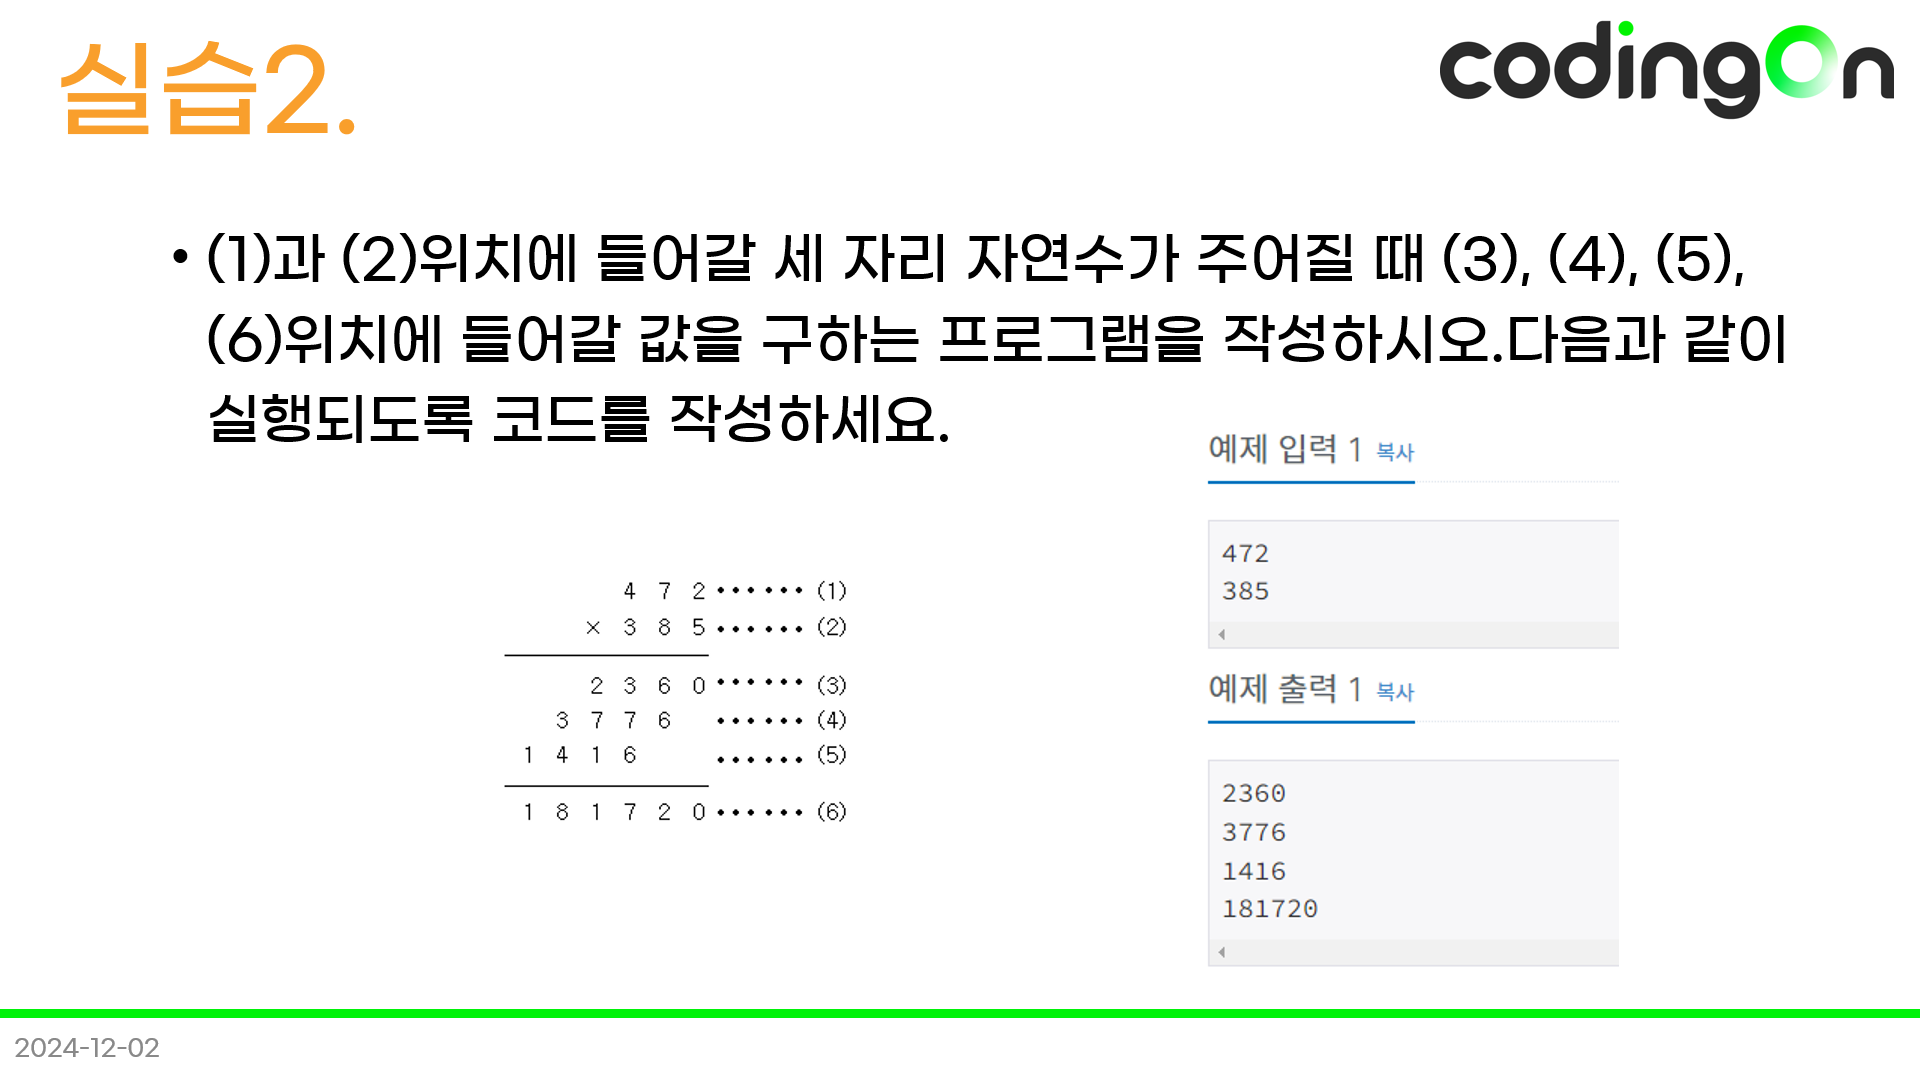 실습2.
codingOn
• (1)과 (2)위치에 들어갈 세 자리 자연수가 주어질 때 (3), (4), (5),
(6)위치에 들어갈 값을 구하는 프로그램을 작성하시오.다음과 같이
실행되도록 코드를 작성하세요.
4 7 2 •••••• (1)
× 3 8 5 •••••• (2)
2 3 6 0 •••••• (3)
3 7 7 6 •••••• (4)
1 4 1 6 •••••• (5)
1 8 1 7 2 0 •••••• (6)
예제 입력 1 복사
472
385
예제 출력 1 복사
2360
3776
1416
181720
2024-12-02